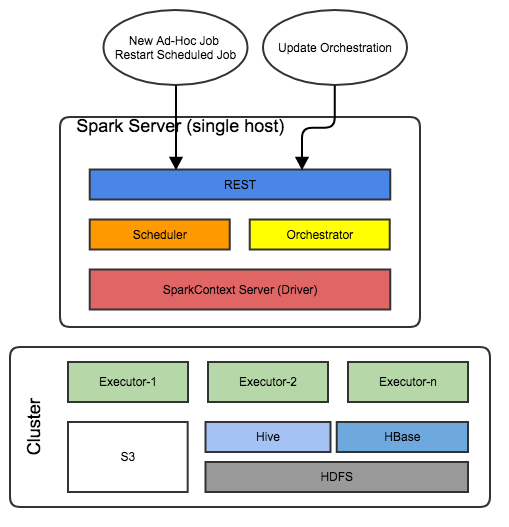 New Ad-Hoc Job
Restart Scheduled Job
Update Orchestration
Spark Server (single host)
REST
Scheduler
Orchestrator
SparkContext Server (Driver)
Cluster
Executor-1
Executor-2
Executor-n
S3
Hive
HBase
HDFS